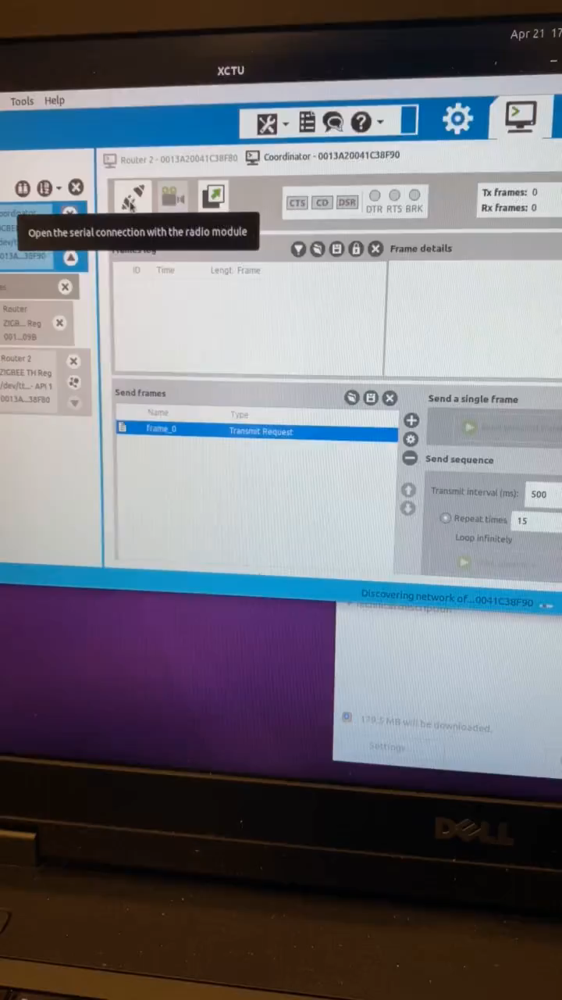 Apr 21 17
XCTU
Tools Help
Router 2 - 0013A20041C38F80 Coordinator - 0013A20041C38F90
CTS CD DSR
DTR RTS BRK
Tx frames: 0
Rx frames: 0
Open the serial connection with the radio module
013A...38F90
Frame details
ID Time Lengt Frame
Router
ZIGB... Reg
001...09B
Router 2
ZIGBEE TH Reg
/dev/tt...- API 1
0013A...38F80
Send frames
Name Type
frame_0 Transmit Request
Send a single frame
Send sequence
Transmit interval (ms): 500
Repeat times 15
Loop infinitely
Discovering network of...0041C38F90
179.5 MB will be downloaded.
Settings
DELL